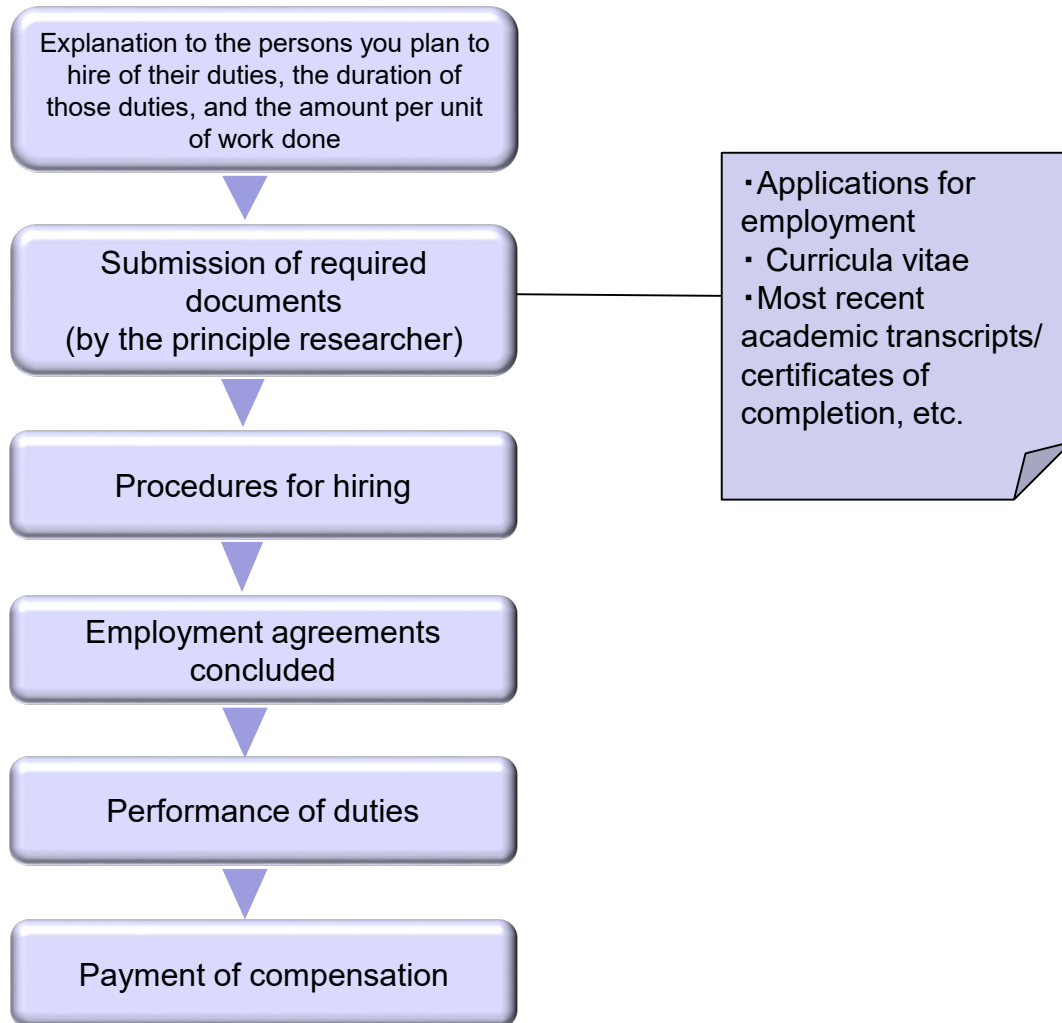 Explanation to the persons you plan to
hire of their duties, the duration of
those duties, and the amount per unit
of work done
Submission of required
documents
(by the principle researcher)
・Applications for
employment
・ Curricula vitae
・Most recent
academic transcripts/
certificates of
completion, etc.
Procedures for hiring
Employment agreements
concluded
Performance of duties
Payment of compensation